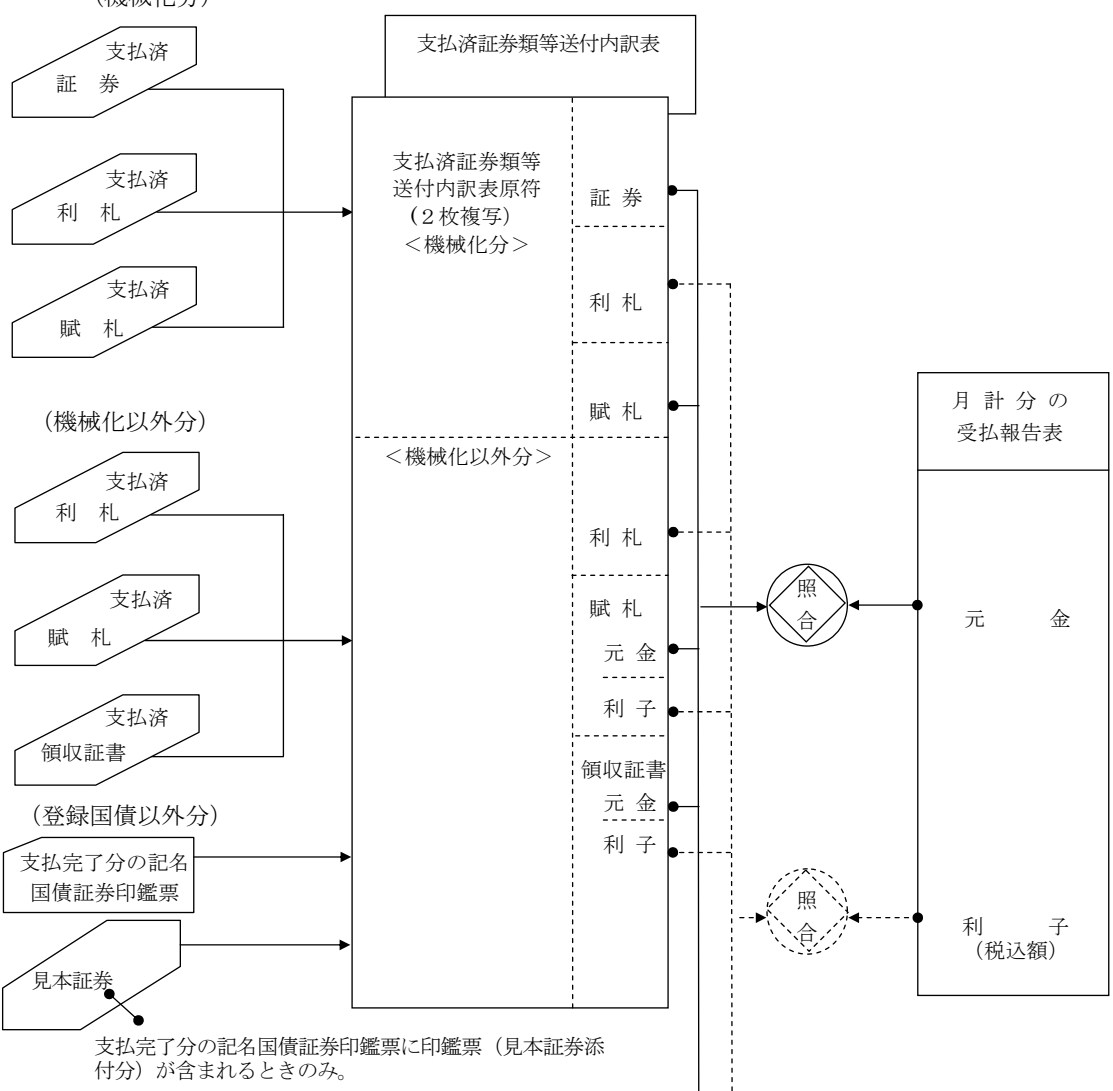 （機械化分）
支払済
証　券
支払済
利　札
支払済
賦　札
（機械化以外分）
支払済
利　札
支払済
賦　札
支払済
領収証書
（登録国債以外分）
支払完了分の記名
国債証券印鑑票
見本証券
支払完了分の記名国債証券印鑑票に印鑑票（見本証券添
付分）が含まれるときのみ。
支払済証券類等送付内訳表
支払済証券類等
送付内訳表原符
（２枚複写）
＜機械化分＞
証　券
利　札
賦　札
＜機械化以外分＞
利　札
賦　札
元　金
利　子
領収証書
元　金
利　子
照
合
照
合
月　計　分　の
受払報告表
元　　　金
利　　　子
（税込額）